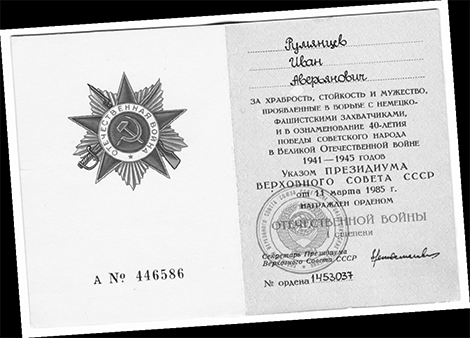 ОТЕЧЕСТВЕННАЯ ВОЙНА
А № 446586
Румянцев
Иван
Аверьянович
ЗА ХРАБРОСТЬ, СТОЙКОСТЬ И МУЖЕСТВО,
ПРОЯВЛЕННЫЕ В БОРЬБЕ С НЕМЕЦКО-
ФАШИСТСКИМИ ЗАХВАТЧИКАМИ,
И В ОЗНАМЕНОВАНИЕ 40-ЛЕТИЯ
ПОБЕДЫ СОВЕТСКОГО НАРОДА
В ВЕЛИКОЙ ОТЕЧЕСТВЕННОЙ ВОЙНЕ
1941—1945 ГОДОВ
Указом ПРЕЗИДИУМА
ВЕРХОВНОГО СОВЕТА СССР
от 11 марта 1985 г.
НАГРАЖДЕН ОРДЕНОМ
ОТЕЧЕСТВЕННОЙ ВОЙНЫ
I степени
Секретарь Президиума
Верховного Совета СССР
№ ордена 1453037